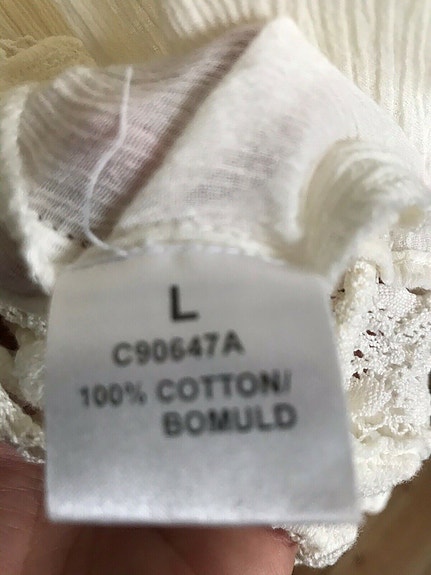 L
C90647A
100% COTTON/
BOMULD